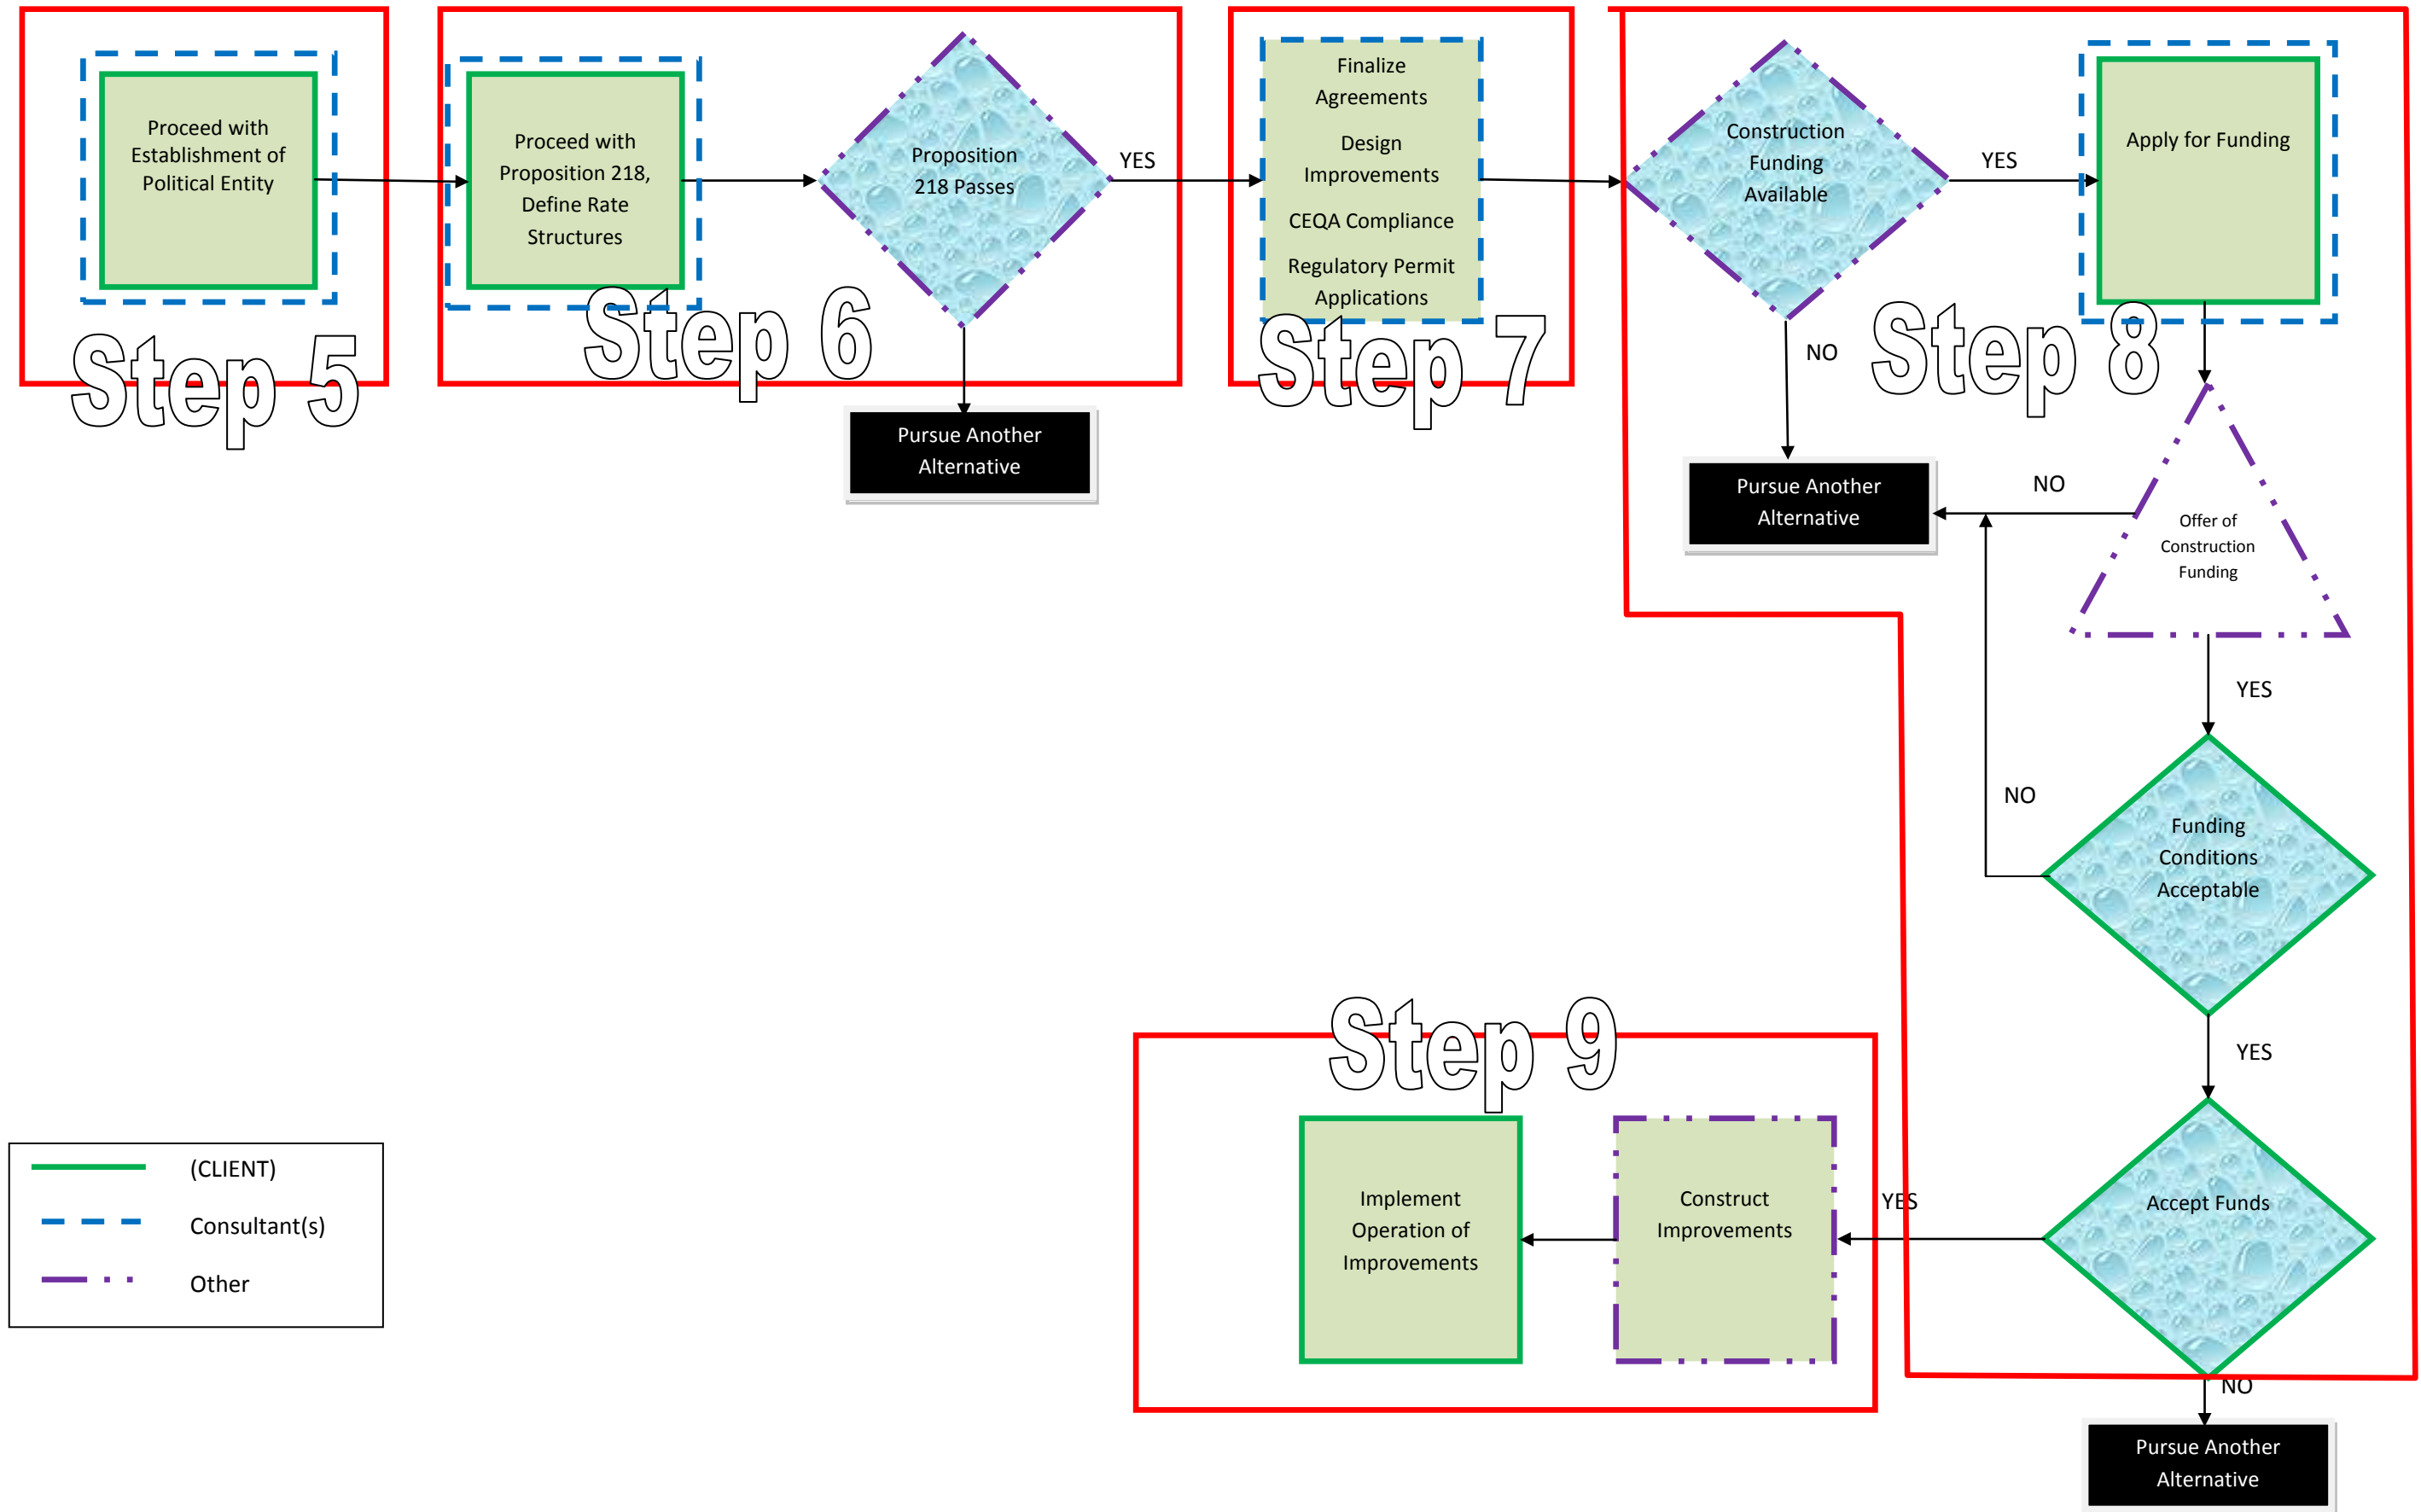 Proceed with
Establishment of
Political Entity
Step 5
Proceed with
Proposition 218,
Define Rate
Structures
Step 6
Proposition
218 Passes
YES
Pursue Another
Alternative
Finalize
Agreements
Design
Improvements
CEQA Compliance
Regulatory Permit
Applications
Step 7
Construction
Funding
Available
YES
NO
Step 8
Apply for Funding
Pursue Another
Alternative
NO
Offer of
Construction
Funding
YES
NO
Funding
Conditions
Acceptable
YES
Accept Funds
YES
NO
Pursue Another
Alternative
Step 9
Construct
Improvements
Implement
Operation of
Improvements
(CLIENT)
Consultant(s)
Other